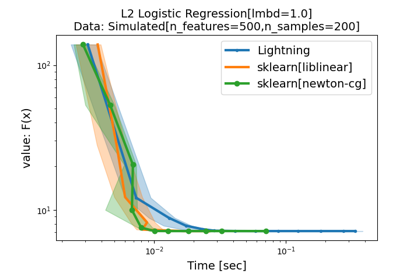 L2 Logistic Regression[lmbd=1.0]
Data: Simulated[n_features=500,n_samples=200]
Lightning
sklearn[liblinear]
sklearn[newton-cg]
value: F(x)
10²
10¹
10⁻²
10⁻¹
Time [sec]